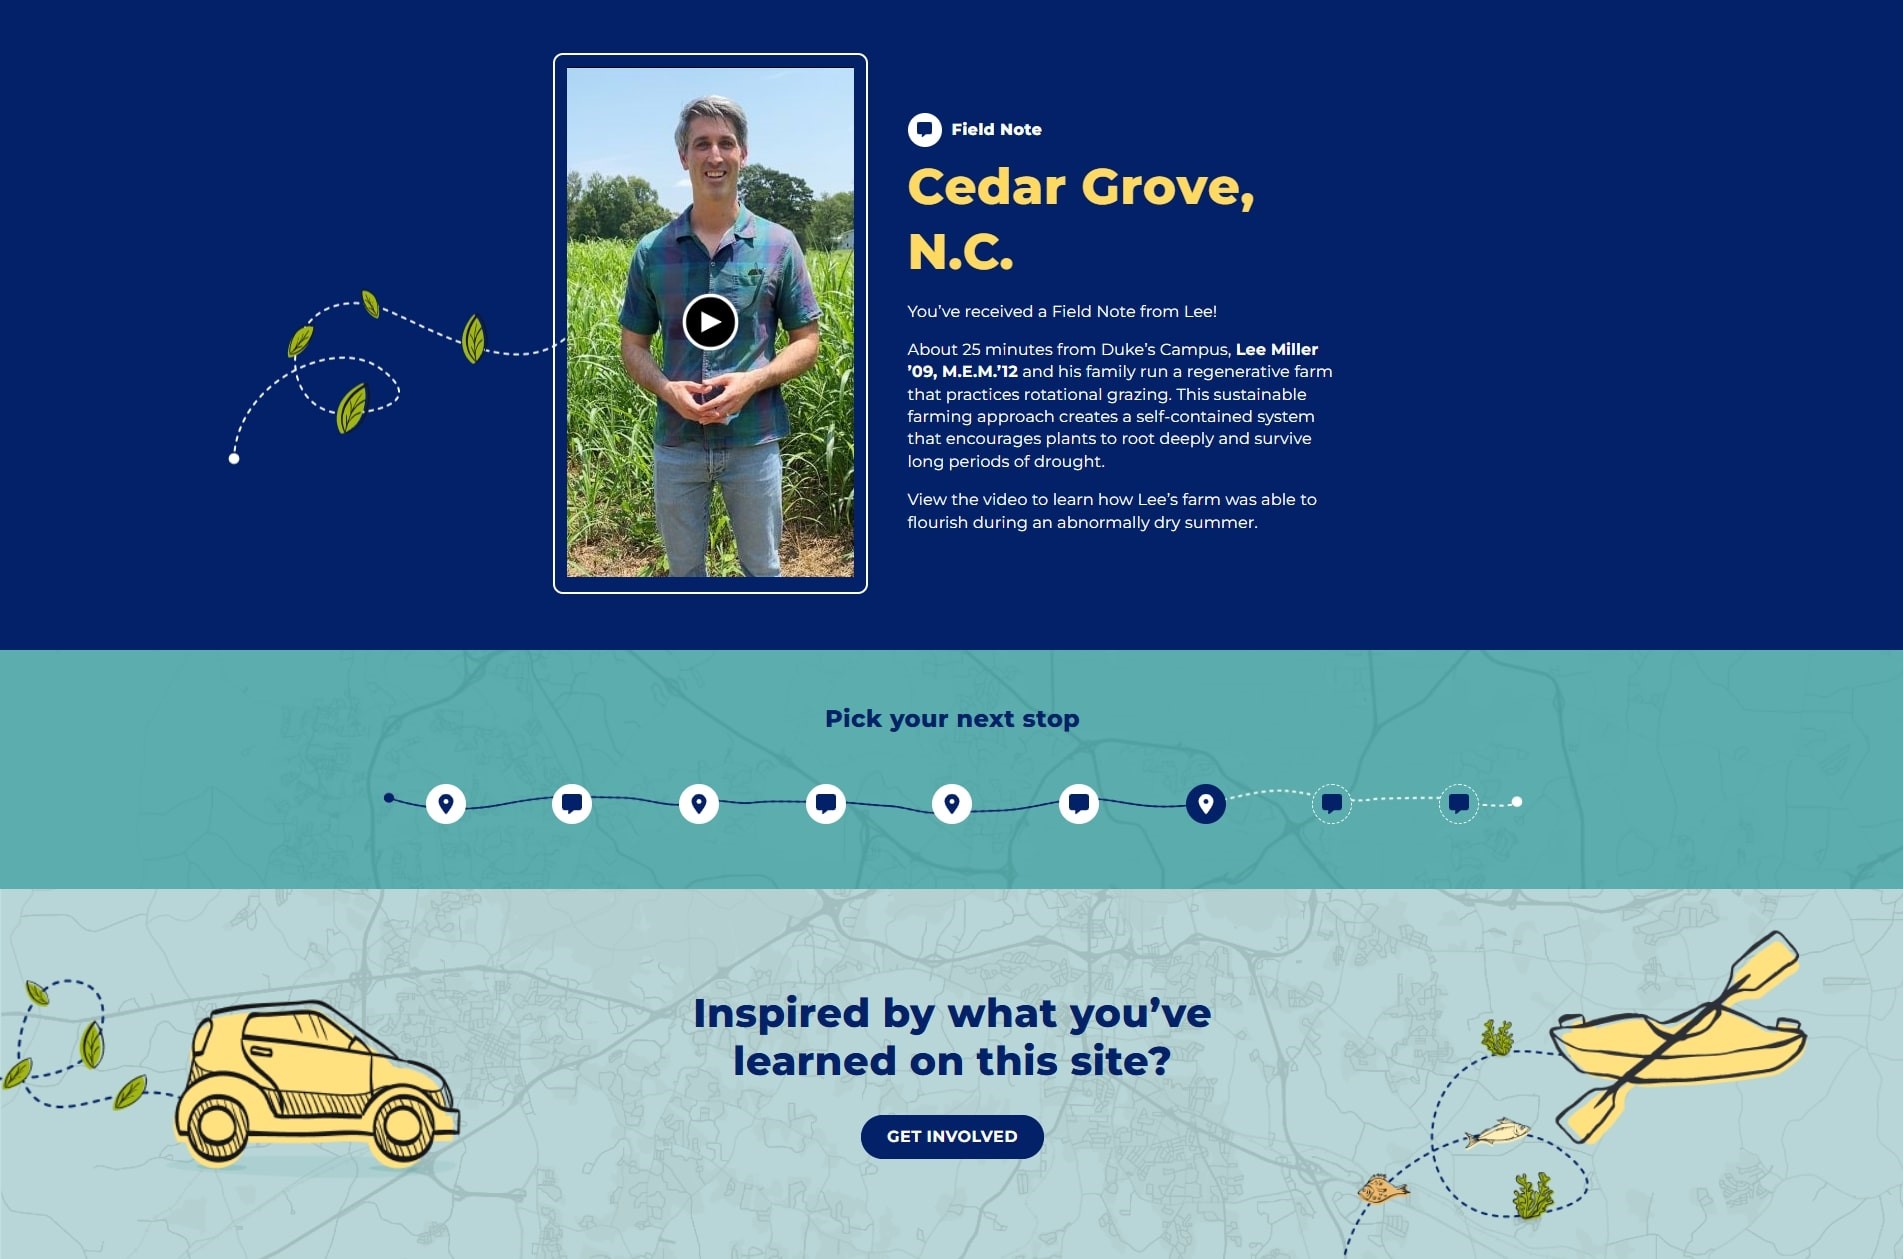 Field Note
Cedar Grove,
N.C.
You’ve received a Field Note from Lee!
About 25 minutes from Duke’s Campus, Lee Miller
’09, M.E.M.’12 and his family run a regenerative farm
that practices rotational grazing. This sustainable
farming approach creates a self-contained system
that encourages plants to root deeply and survive
long periods of drought.
View the video to learn how Lee’s farm was able to
flourish during an abnormally dry summer.
Pick your next stop
Inspired by what you’ve
learned on this site?
GET INVOLVED